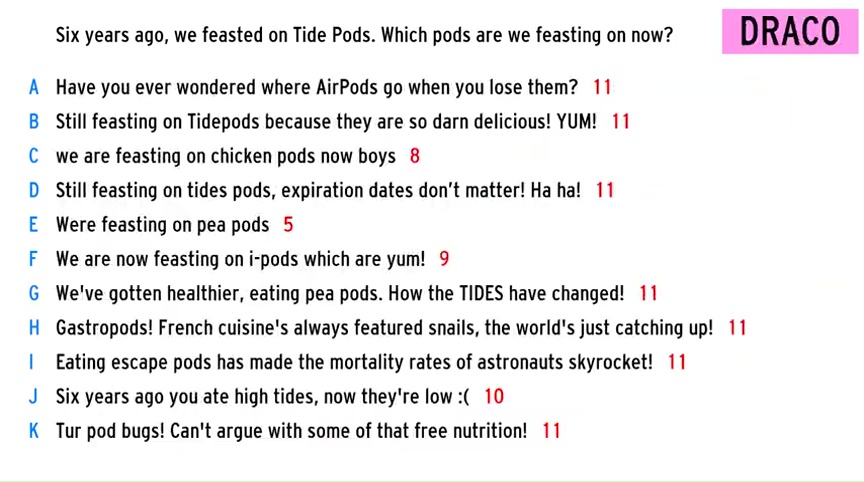 Six years ago, we feasted on Tide Pods. Which pods are we feasting on now?
DRACO
A Have you ever wondered where AirPods go when you lose them? 11
B Still feasting on Tidepods because they are so darn delicious! YUM! 11
C we are feasting on chicken pods now boys 8
D Still feasting on tides pods, expiration dates don’t matter! Ha ha! 11
E Were feasting on pea pods 5
F We are now feasting on i-pods which are yum! 9
G We've gotten healthier, eating pea pods. How the TIDES have changed! 11
H Gastropods! French cuisine's always featured snails, the world's just catching up! 11
I Eating escape pods has made the mortality rates of astronauts skyrocket! 11
J Six years ago you ate high tides, now they're low :( 10
K Tur pod bugs! Can't argue with some of that free nutrition! 11